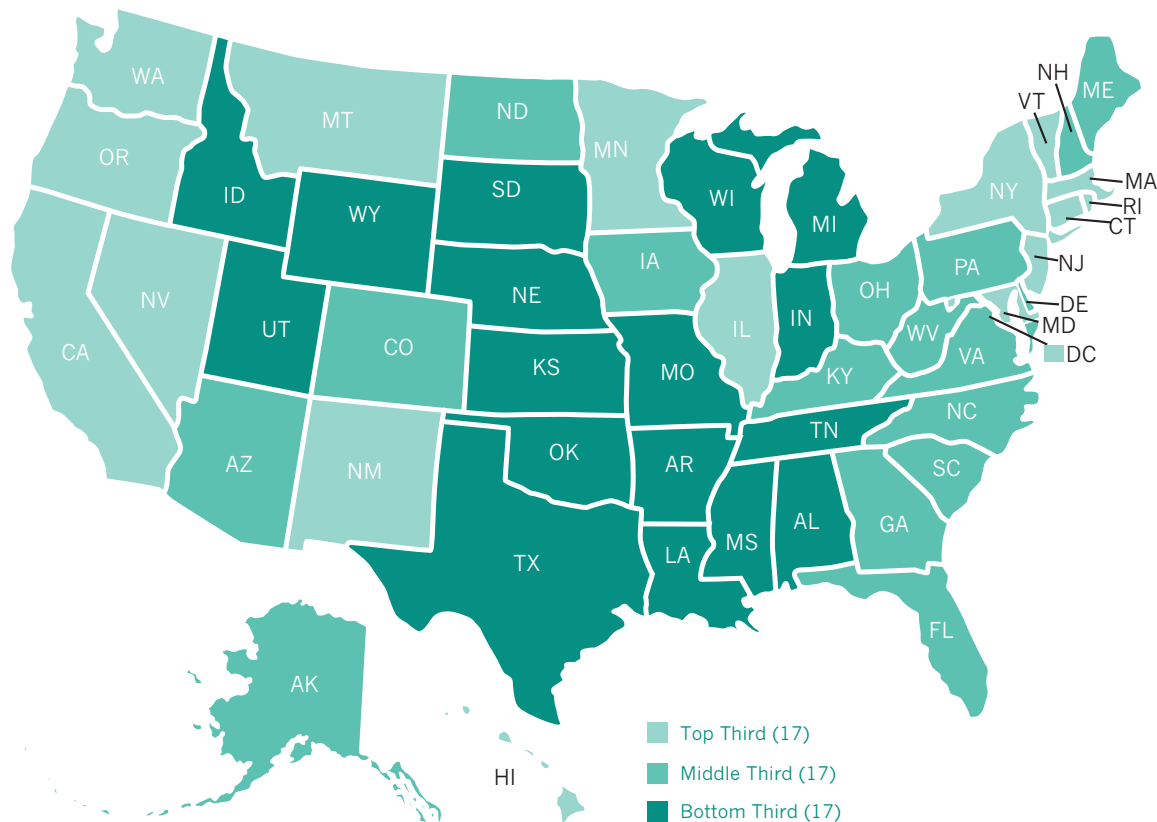 WA
MT
ND
MN
OR
ID
WY
SD
WI
MI
NY
VT
NH
ME
MA
RI
CT
NJ
PA
DE
MD
DC
NV
UT
CO
NE
IA
IL
IN
OH
WV
VA
CA
AZ
NM
KS
MO
KY
NC
TN
SC
OK
AR
GA
AL
MS
LA
TX
FL
AK
HI
Top Third (17)
Middle Third (17)
Bottom Third (17)